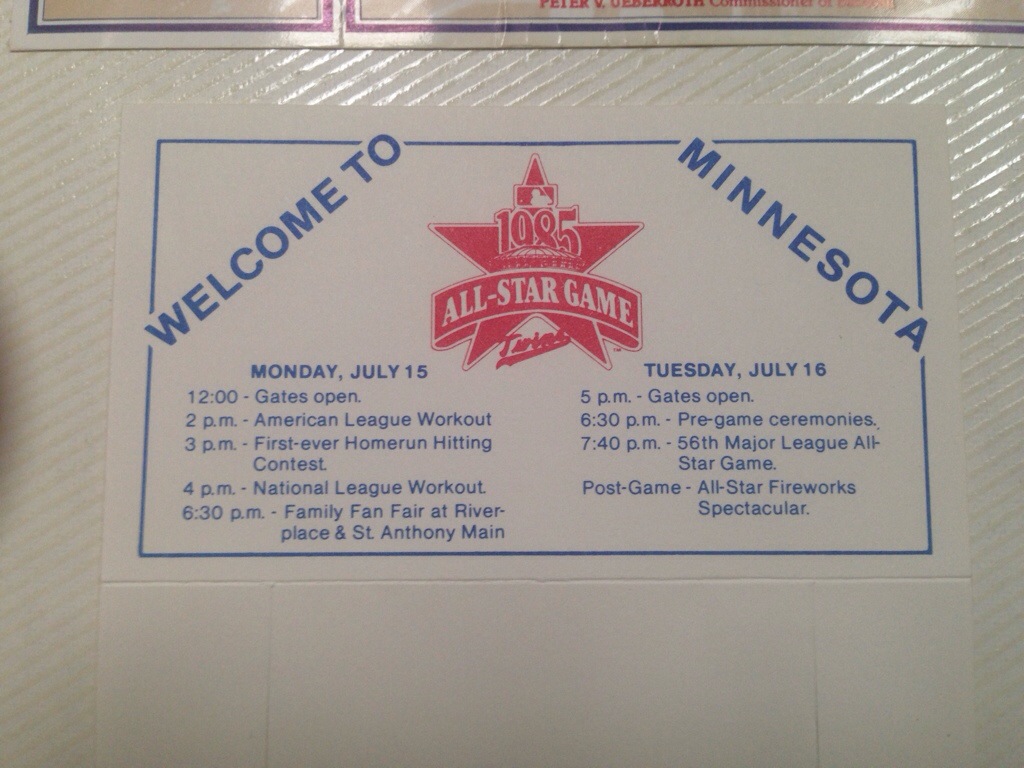 PETER V. UEBERROTH Commissioner of Baseball
WELCOME TO MINNESOTA
1985
ALL-STAR GAME
Twins
TM
MONDAY, JULY 15
12:00 - Gates open.
2 p.m. - American League Workout
3 p.m. - First-ever Homerun Hitting
Contest.
4 p.m. - National League Workout.
6:30 p.m. - Family Fan Fair at River-
place & St. Anthony Main
TUESDAY, JULY 16
5 p.m. - Gates open.
6:30 p.m. - Pre-game ceremonies.
7:40 p.m. - 56th Major League All-
Star Game.
Post-Game - All-Star Fireworks
Spectacular.